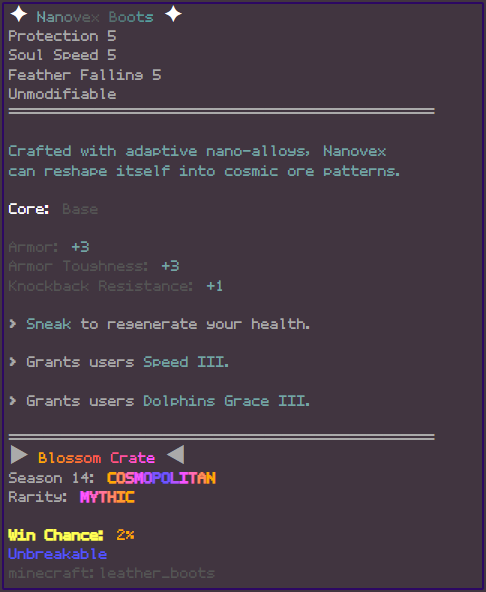 ✦ Nanovex Boots ✦
Protection 5
Soul Speed 5
Feather Falling 5
Unmodifiable
Crafted with adaptive nano-alloys, Nanovex
can reshape itself into cosmic ore patterns.
Core: Base
Armor: +3
Armor Toughness: +3
Knockback Resistance: +1
> Sneak to regenerate your health.
> Grants users Speed III.
> Grants users Dolphins Grace III.
▶ Blossom Crate ◀
Season 14: COSMOPOLITAN
Rarity: MYTHIC
Win Chance: 2%
Unbreakable
minecraft:leather_boots